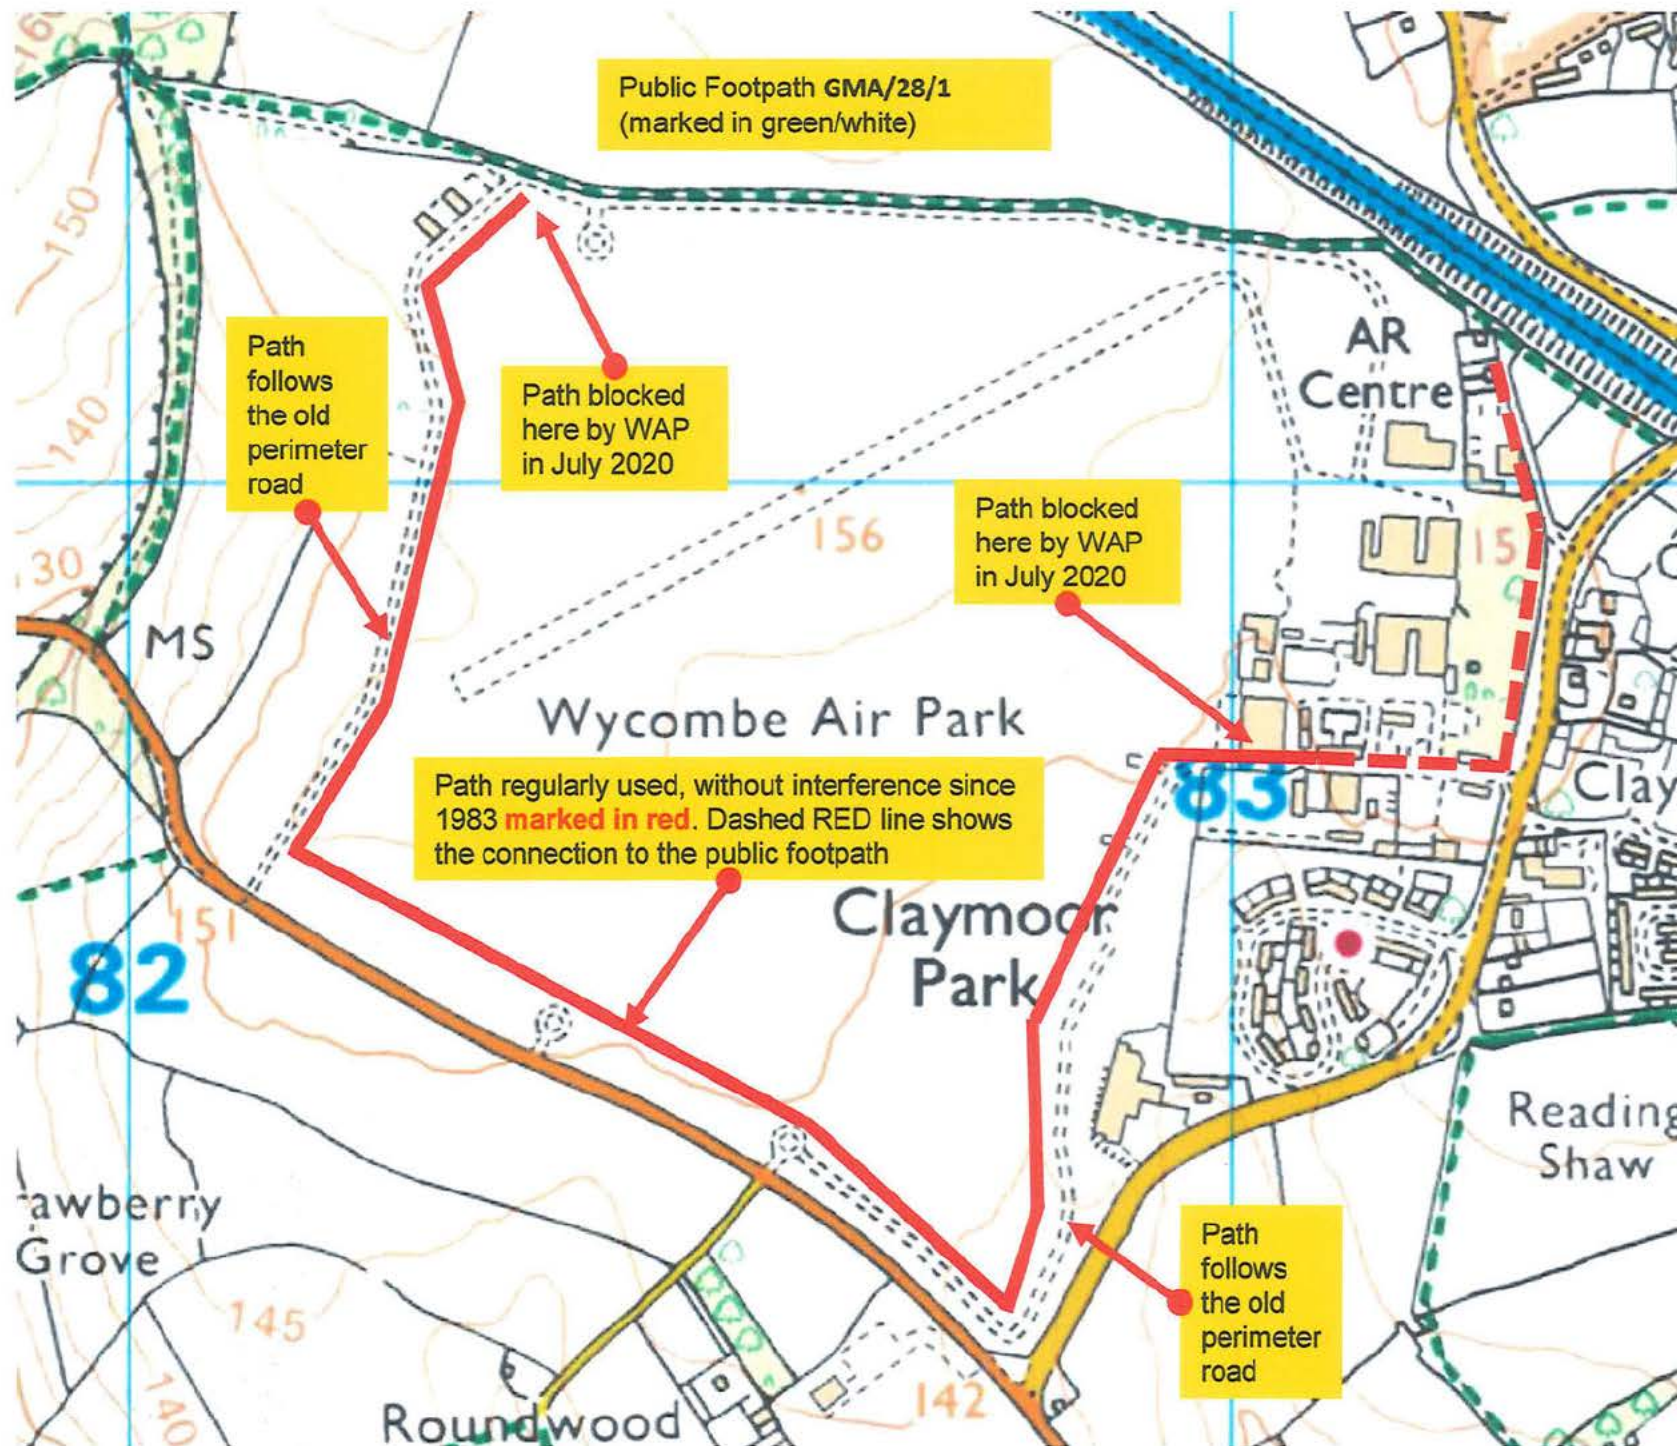 160
Public Footpath GMA/28/1
(marked in green/white)
150
AR
Centre
Path
follows
the old
perimeter
road
Path blocked
here by WAP
in July 2020
140
156
Path blocked
here by WAP
in July 2020
15
130
MS
Wycombe Air Park
Path regularly used, without interference since
1983 marked in red. Dashed RED line shows
the connection to the public footpath
83
Clay
Claymoor
Park
151
82
Reading
Shaw
awberry
Grove
Path
follows
the old
perimeter
road
145
140
142
Roundwood